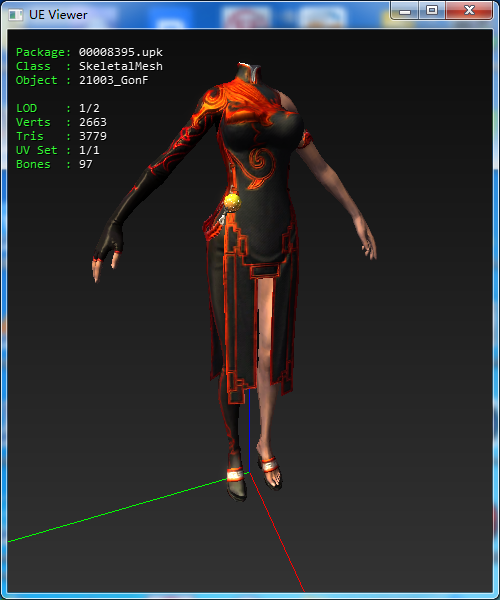 UE Viewer
Package: 00008395.upk
Class : SkeletalMesh
Object : 21003_GonF
LOD : 1/2
Verts : 2663
Tris : 3779
UV Set : 1/1
Bones : 97